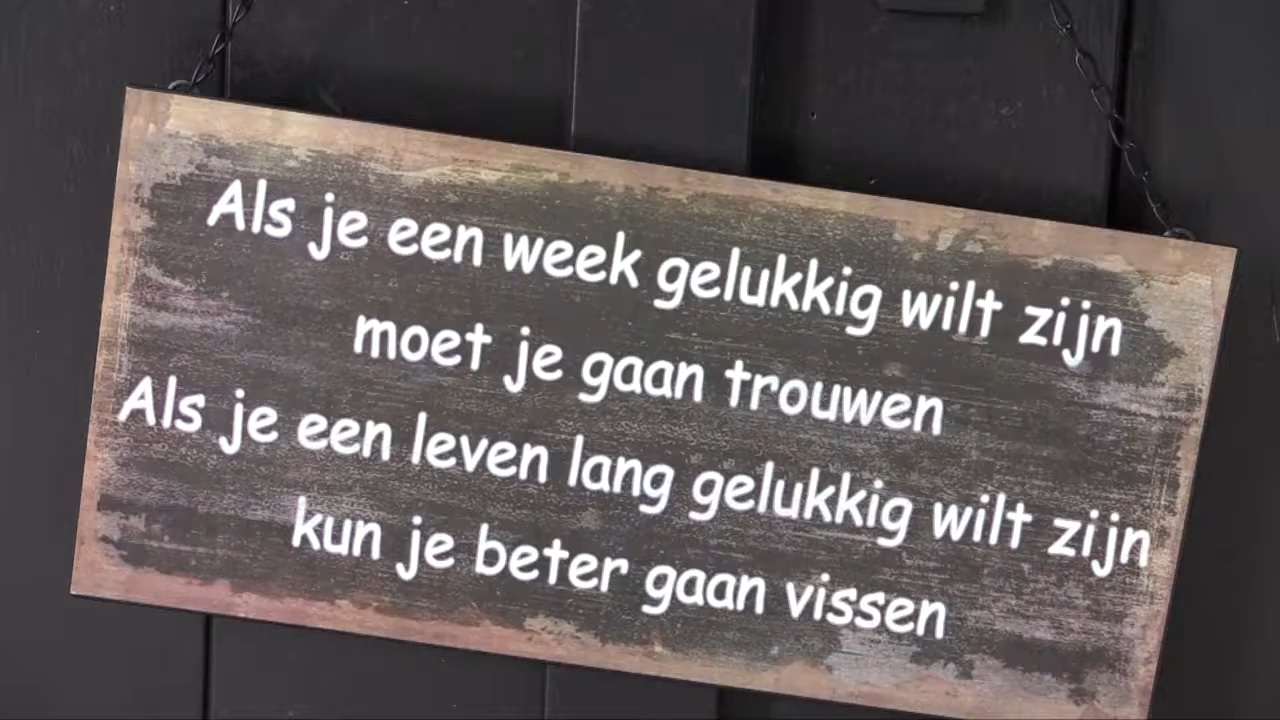 Als je een week gelukkig wilt zijn
moet je gaan trouwen
Als je een leven lang gelukkig wilt zijn
kun je beter gaan vissen